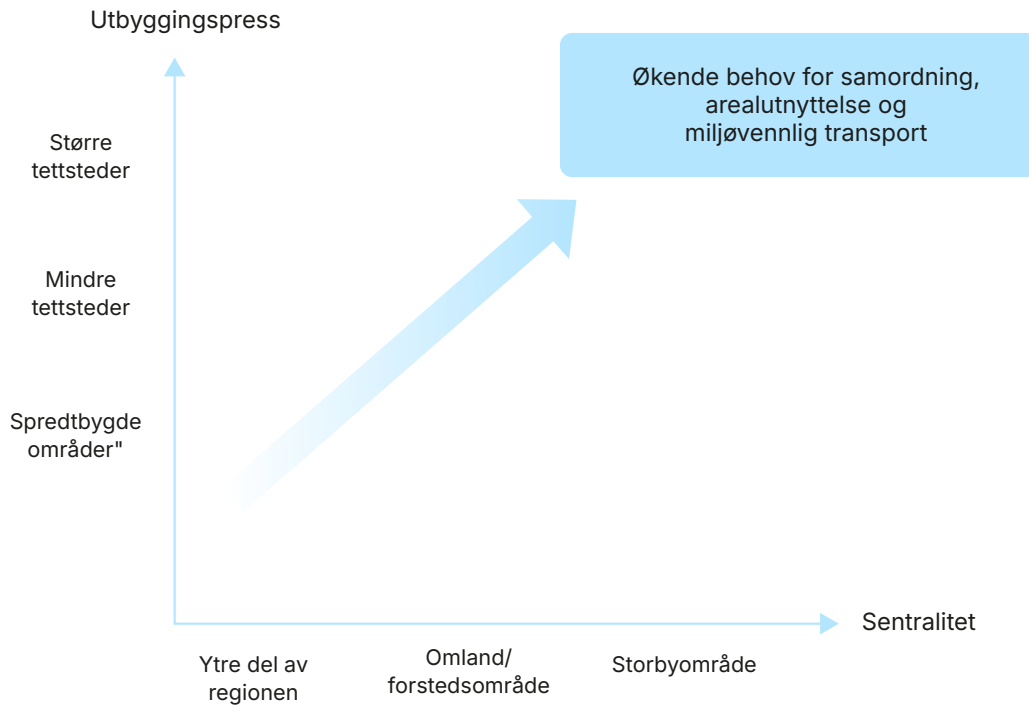 Utbyggingspress
Økende behov for samordning,
arealutnyttelse og
miljøvennlig transport
Større
tettsteder
Mindre
tettsteder
Spredtbygde
områder"
Sentralitet
Ytre del av
regionen
Omland/
forstedsområde
Storbyområde